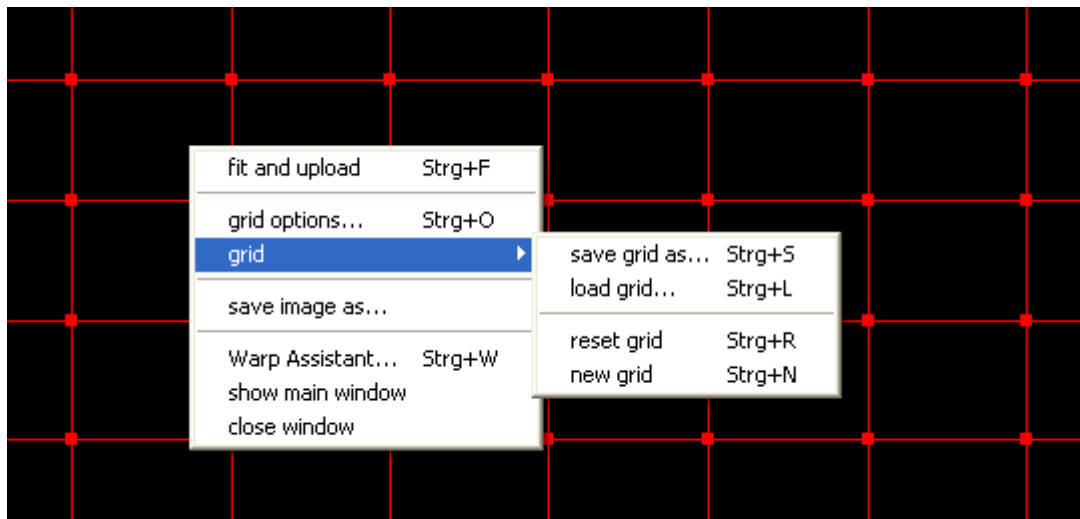 fit and upload Strg+F
grid options... Strg+O
grid
save image as...
Warp Assistant... Strg+W
show main window
close window
save grid as... Strg+S
load grid... Strg+L
reset grid Strg+R
new grid Strg+N